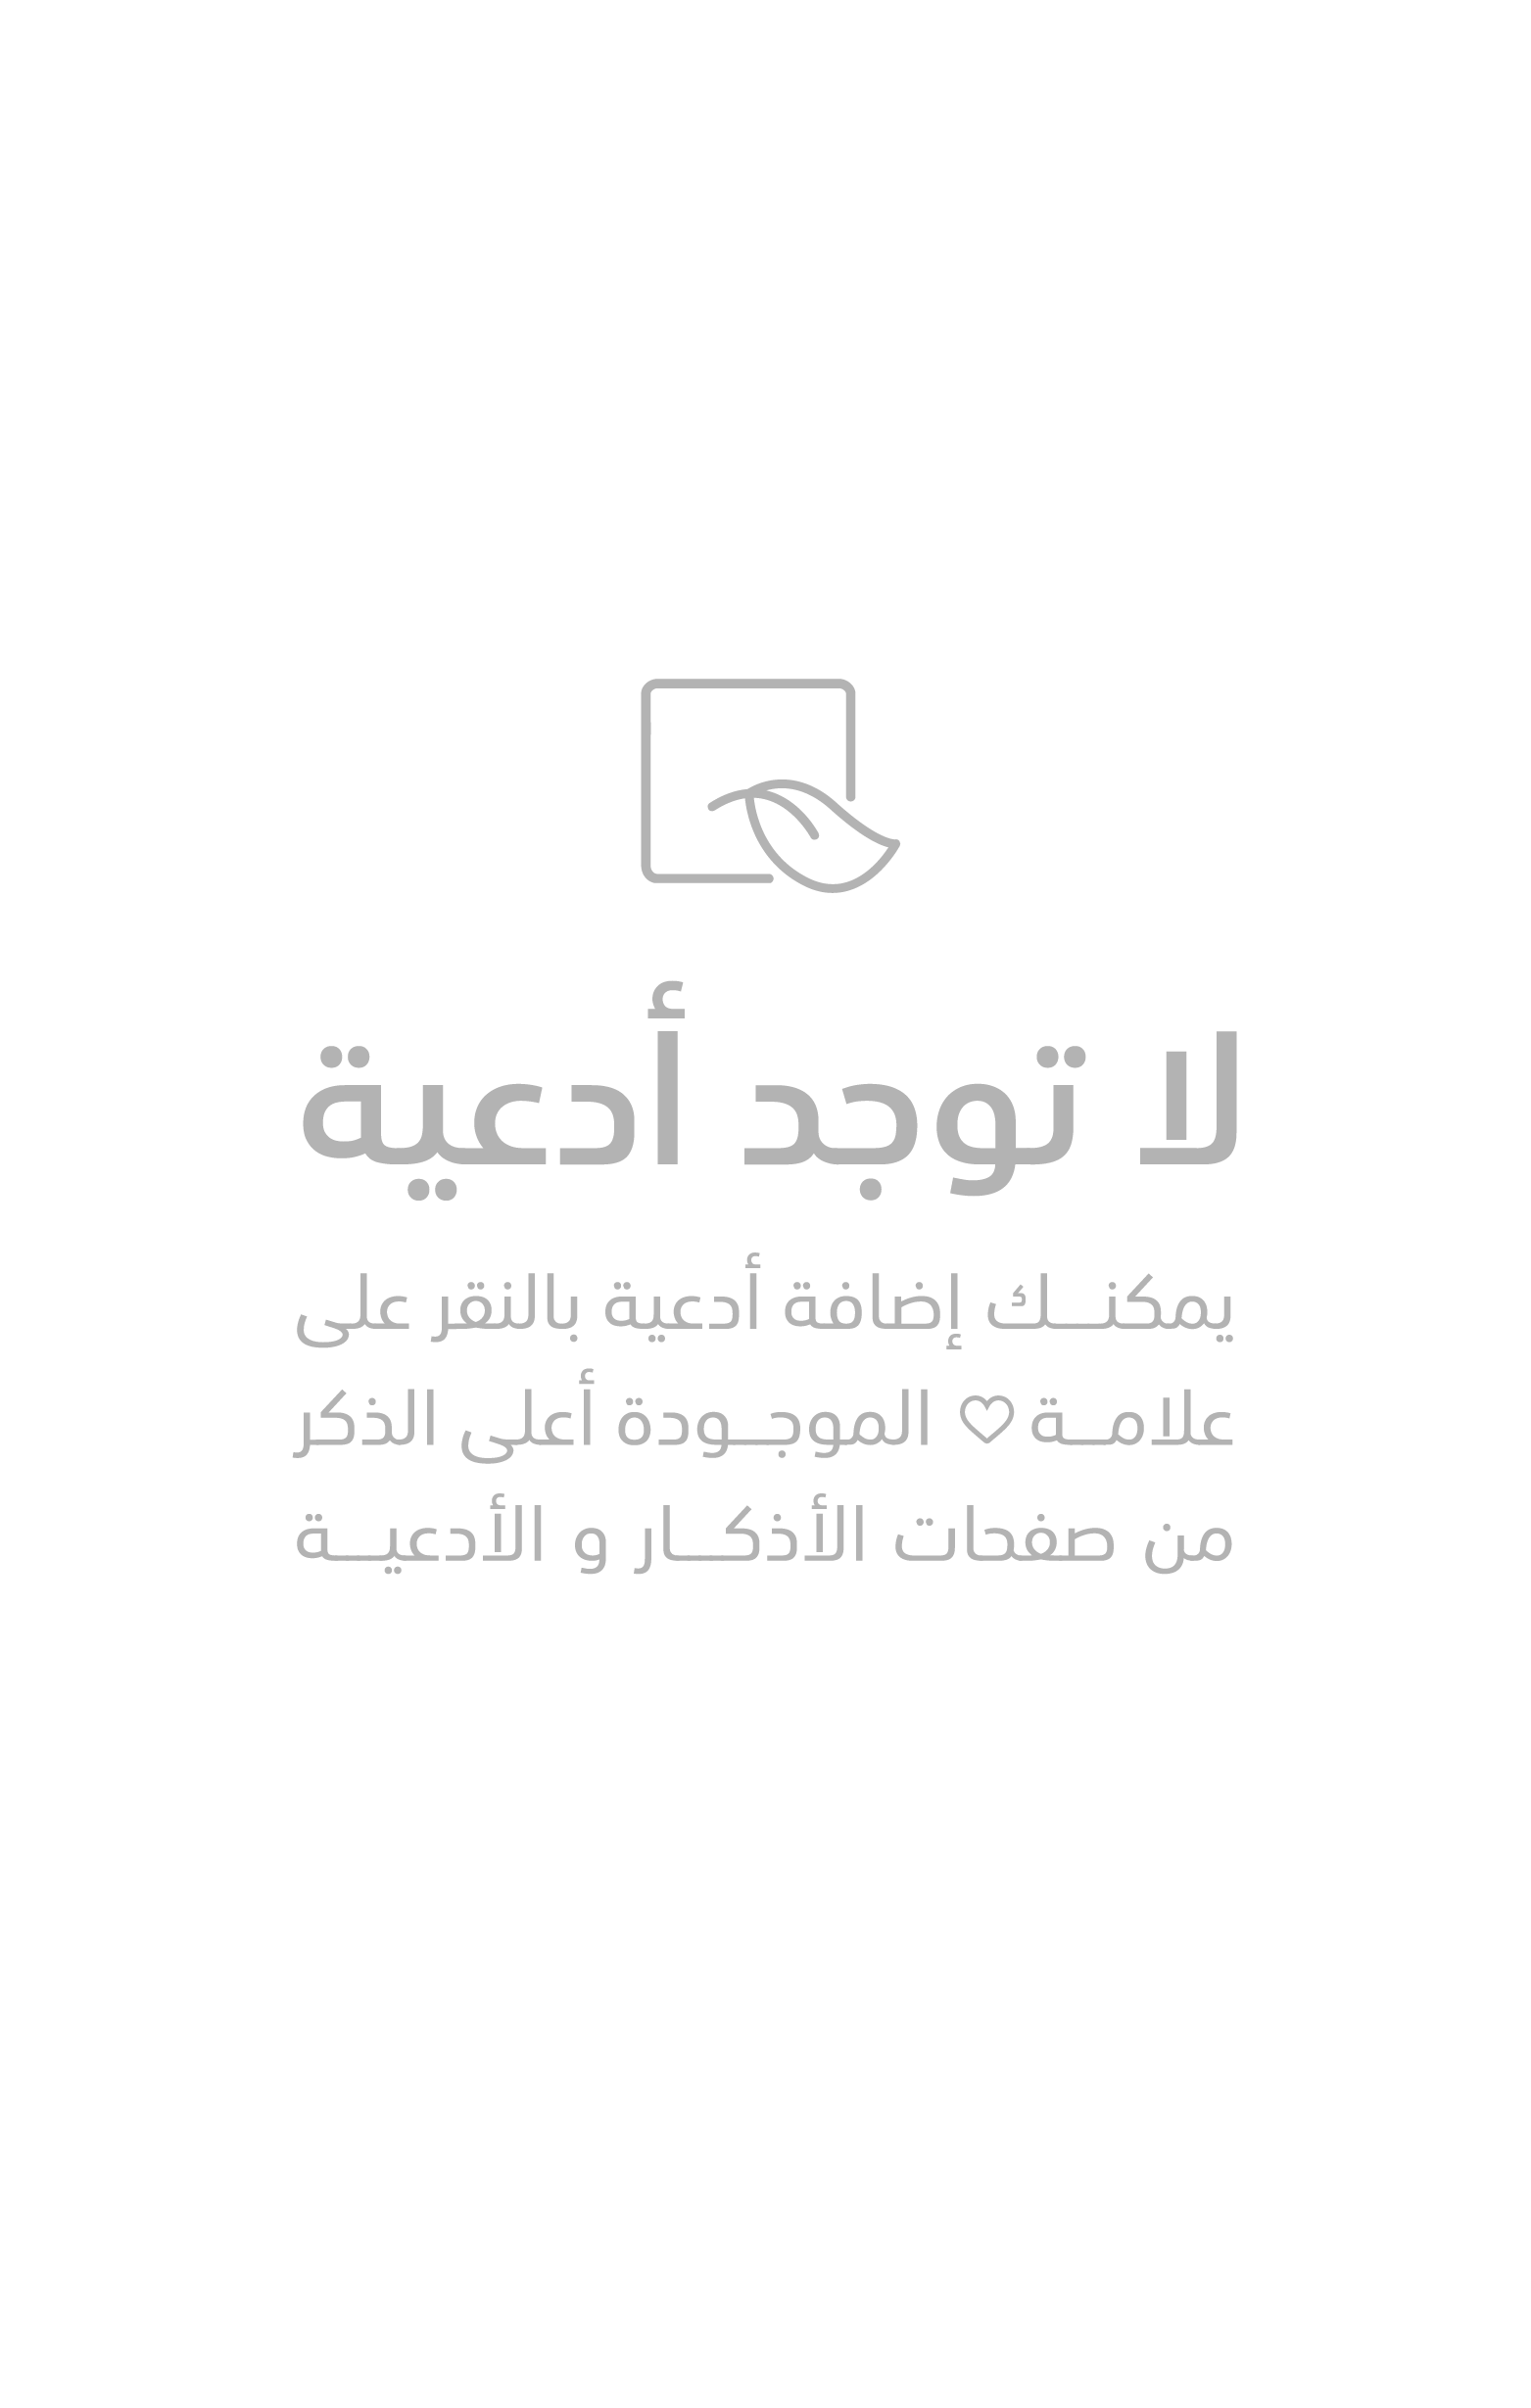 لا توجد أدعية
يمكنــك إضافة أدعية بالنقر على
علامــة ♡ الموجــودة أعلى الذكر
من صفحات الأذكــار و الأدعيــة